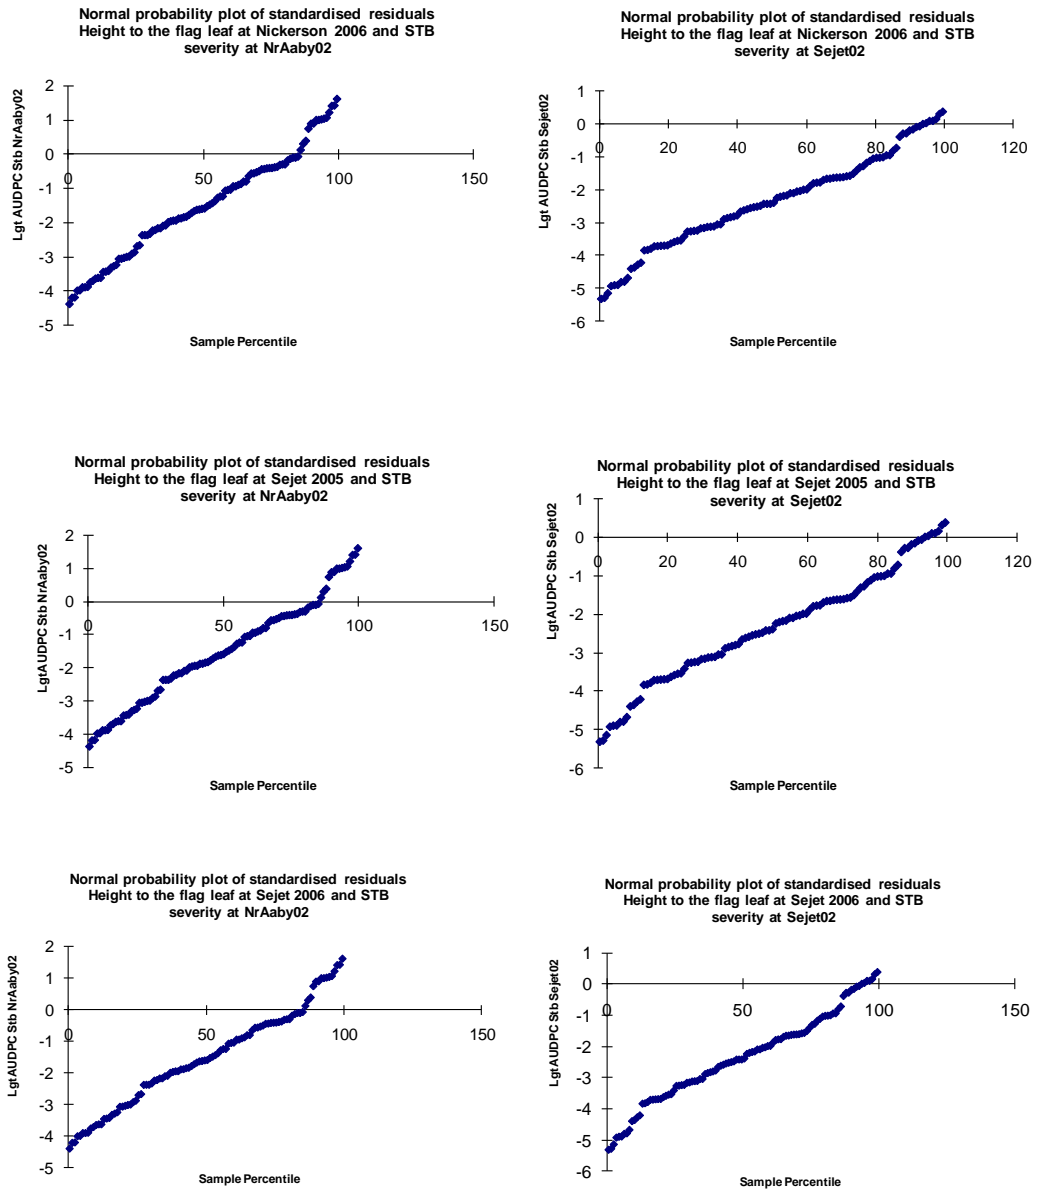 Normal probability plot of standardised residuals
Height to the flag leaf at Nickerson 2006 and STB
severity at NrAaby02
Lgt AUDPC Stb NrAaby02
2
1
0
-1
-2
-3
-4
-5
0
50
100
150
Sample Percentile
Normal probability plot of standardised residuals
Height to the flag leaf at Nickerson 2006 and STB
severity at Sejet02
Lgt AUDPC Stb Sejet02
1
0
-1
-2
-3
-4
-5
-6
0
20
40
60
80
100
120
Sample Percentile
Normal probability plot of standardised residuals
Height to the flag leaf at Sejet 2005 and STB
severity at NrAaby02
LgtAUDPC Stb NrAaby02
2
1
0
-1
-2
-3
-4
-5
0
50
100
150
Sample Percentile
Normal probability plot of standardised residuals
Height to the flag leaf at Sejet 2005 and STB
severity at Sejet02
LgtAUDPC Stb Sejet02
1
0
-1
-2
-3
-4
-5
-6
0
20
40
60
80
100
120
Sample Percentile
Normal probability plot of standardised residuals
Height to the flag leaf at Sejet 2006 and STB
severity at NrAaby02
LgtAUDPC Stb NrAaby02
2
1
0
-1
-2
-3
-4
-5
0
50
100
150
Sample Percentile
Normal probability plot of standardised residuals
Height to the flag leaf at Sejet 2006 and STB
severity at Sejet02
LgtAUDPC Stb Sejet02
1
0
-1
-2
-3
-4
-5
-6
0
50
100
150
Sample Percentile